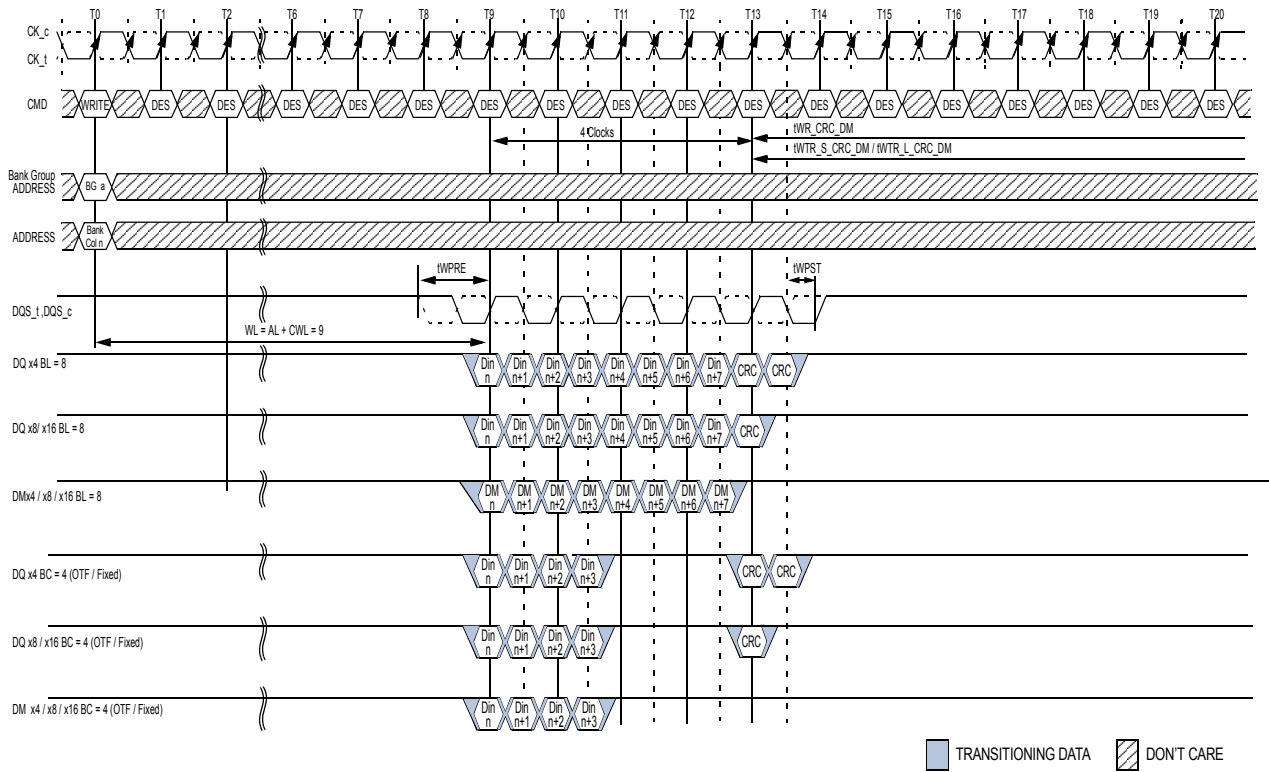 T0 T1 T2 T6 T7 T8 T9 T10 T11 T12 T13 T14 T15 T16 T17 T18 T19 T20
CK_c
CK_t
CMD WRITE DES DES DES DES DES DES DES DES DES DES DES DES DES DES DES DES DES
4 Clocks
tWR_CRC_DM
tWTR_S_CRC_DM / tWTR_L_CRC_DM
Bank Group
ADDRESS
BG a
ADDRESS
Bank
Col n
tWPRE
tWPST
DQS_t ,DQS_c
WL = AL + CWL = 9
DQ x4 BL = 8
Din Din Din Din Din Din Din Din CRC CRC
n n+1 n+2 n+3 n+4 n+5 n+6 n+7
DQ x8/ x16 BL = 8
Din Din Din Din Din Din Din Din CRC
n n+1 n+2 n+3 n+4 n+5 n+6 n+7
DMx4 / x8 / x16 BL = 8
DM DM DM DM DM DM DM DM
n n+1 n+2 n+3 n+4 n+5 n+6 n+7
DQ x4 BC = 4 (OTF / Fixed)
Din Din Din Din CRC CRC
n n+1 n+2 n+3
DQ x8 / x16 BC = 4 (OTF / Fixed)
Din Din Din Din CRC
n n+1 n+2 n+3
DM x4 / x8 / x16 BC = 4 (OTF / Fixed)
Din Din Din Din
n n+1 n+2 n+3
TRANSITIONING DATA
DON'T CARE